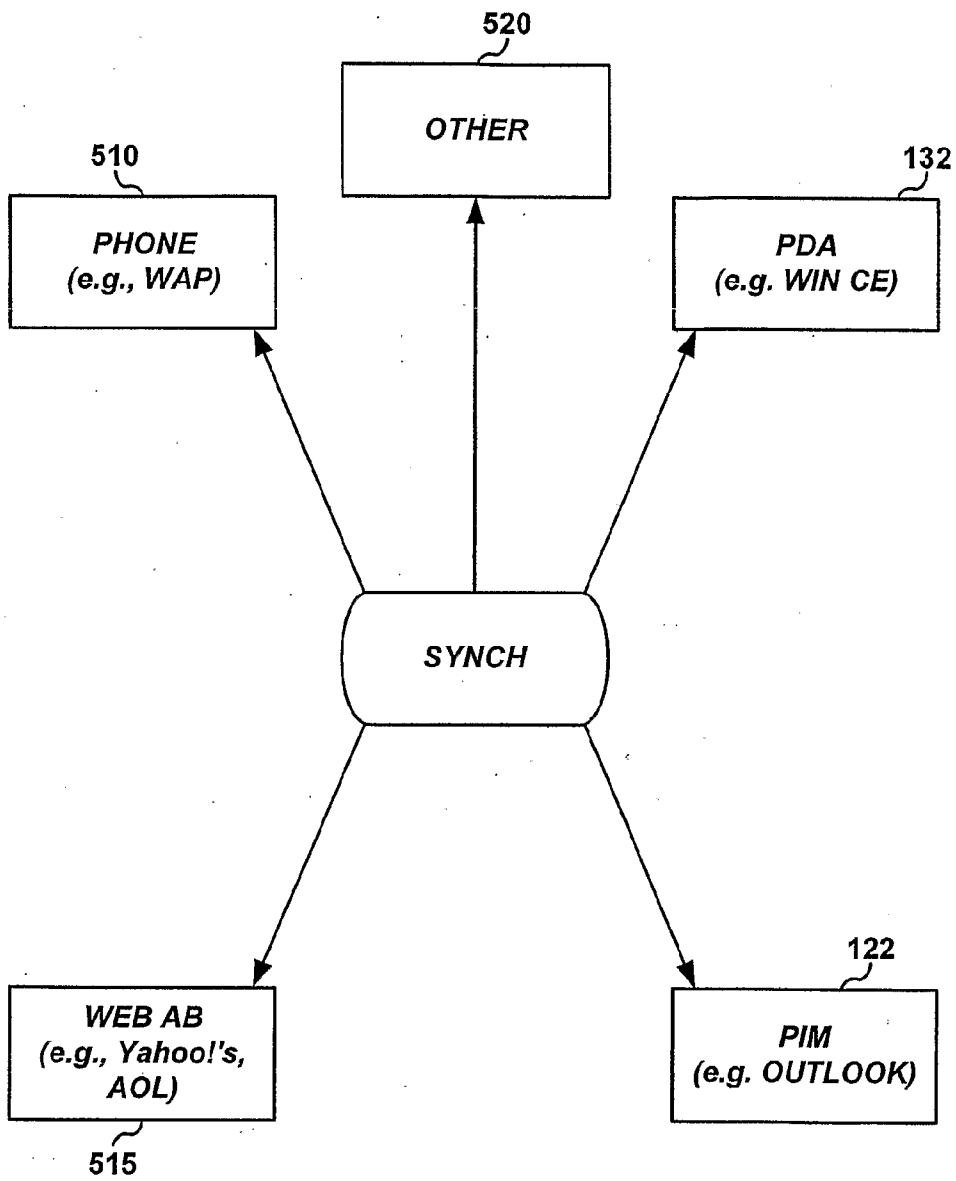 520
OTHER
510
PHONE
(e.g., WAP)
132
PDA
(e.g. WIN CE)
SYNCH
WEB AB
(e.g., Yahoo!'s,
AOL)
515
122
PIM
(e.g. OUTLOOK)